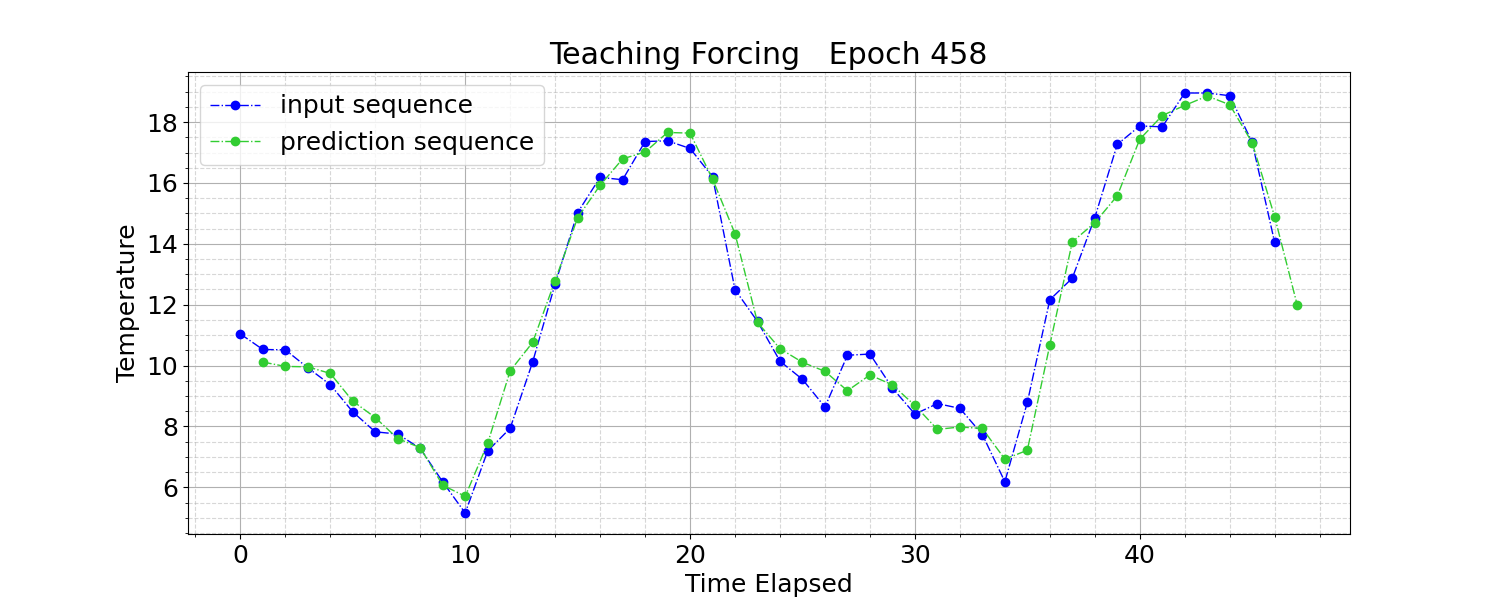 Teaching Forcing   Epoch 458
input sequence
prediction sequence
Temperature
18
16
14
12
10
8
6
0 10 20 30 40
Time Elapsed